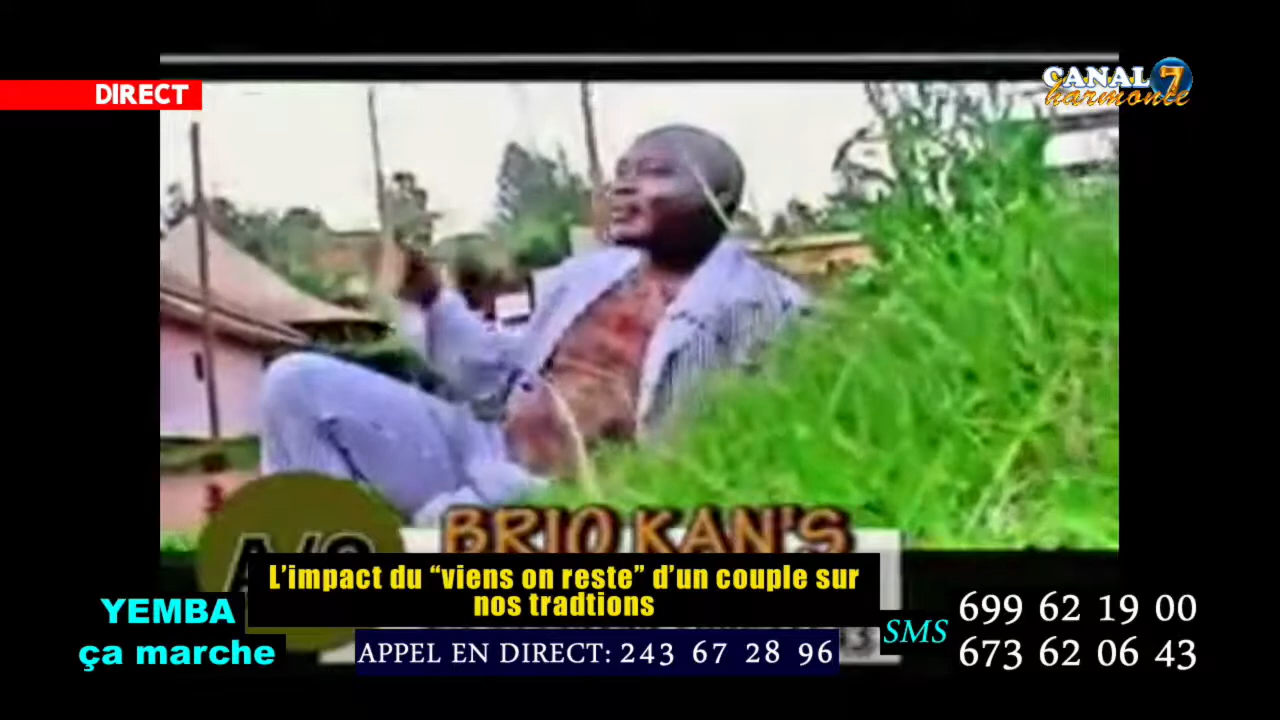 DIRECT
CANAL 7
harmonie
BRIO KAN'S
L'impact du “viens on reste” d'un couple sur
nos tradtions
YEMBA
ça marche
APPEL EN DIRECT: 243 67 28 96
SMS
699 62 19 00
673 62 06 43